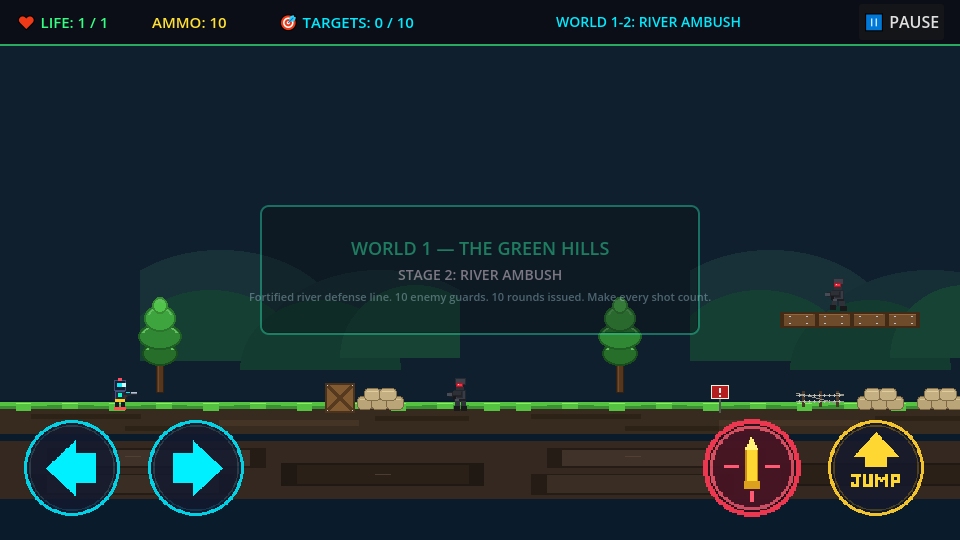 LIFE: 1 / 1
AMMO: 10
TARGETS: 0 / 10
WORLD 1-2: RIVER AMBUSH
PAUSE
WORLD 1 — THE GREEN HILLS
STAGE 2: RIVER AMBUSH
Fortified river defense line. 10 enemy guards. 10 rounds issued. Make every shot count.
!
JUMP